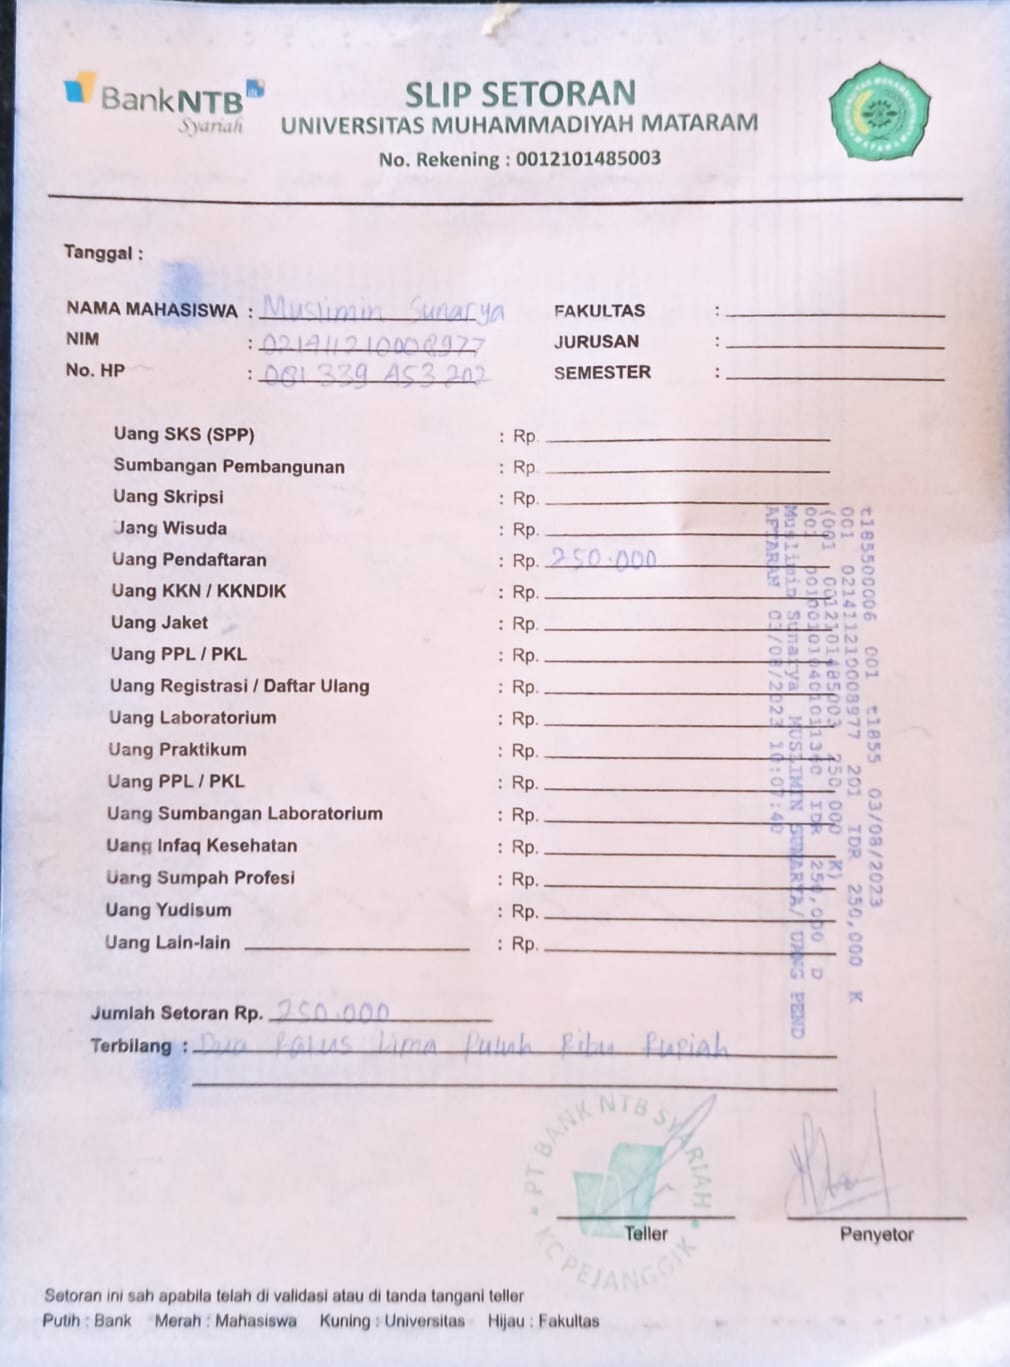 BankNTB
Syariah
SLIP SETORAN
UNIVERSITAS MUHAMMADIYAH MATARAM
No. Rekening : 0012101485003
Tanggal :
NAMA MAHASISWA : Muslimin Sunarya
NIM : 021411210008977
No. HP : 081 339 453 202
FAKULTAS :
JURUSAN :
SEMESTER :
Uang SKS (SPP) : Rp.
Sumbangan Pembangunan : Rp.
Uang Skripsi : Rp.
Uang Wisuda : Rp.
Uang Pendaftaran : Rp. 250.000
Uang KKN / KKNDIK : Rp.
Uang Jaket : Rp.
Uang PPL / PKL : Rp.
Uang Registrasi / Daftar Ulang : Rp.
Uang Laboratorium : Rp.
Uang Praktikum : Rp.
Uang PPL / PKL : Rp.
Uang Sumbangan Laboratorium : Rp.
Uang Infaq Kesehatan : Rp.
Uang Sumpah Profesi : Rp.
Uang Yudisum : Rp.
Uang Lain-lain : Rp.
t185500006 001 t1855 03/08/2023
001 021411210008977 201 IDR 250,000 K
(001 0012101485003 250,000 K)
001 IDR 250,000 D
Muslimin Sunarya MUSLIMIN SUNARYA/ UANG PEND
AFTARAN 03/08/2023 10:07:40
Jumlah Setoran Rp. 250.000
Terbilang : Dua Ratus Lima Puluh Ribu Rupiah
PT BANK NTB SYARIAH
KC PEJANGGIK
Teller
Penyetor
Setoran ini sah apabila telah di validasi atau di tanda tangani teller
Putih : Bank Merah : Mahasiswa Kuning : Universitas Hijau : Fakultas